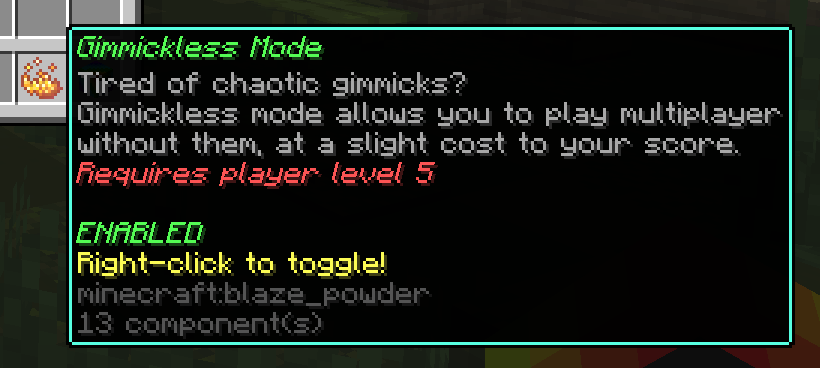 Gimmickless Mode
Tired of chaotic gimmicks?
Gimmickless mode allows you to play multiplayer
without them, at a slight cost to your score.
Requires player level 5
ENABLED
Right-click to toggle!
minecraft:blaze_powder
13 component(s)